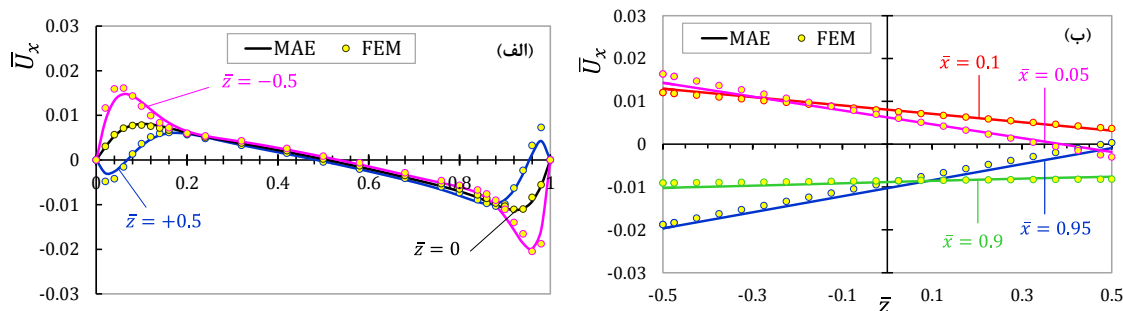 Ūₓ
0.03
0.02
0.01
0
-0.01
-0.02
-0.03
MAE FEM
(الف)
z̄ = −0.5
z̄ = +0.5
z̄ = 0
0 0.2 0.4 0.6 0.8 1
Ūₓ
0.03
0.02
0.01
0
-0.01
-0.02
-0.03
MAE FEM
(ب)
x̄ = 0.1
x̄ = 0.05
x̄ = 0.9
x̄ = 0.95
-0.5 -0.3 -0.1 0.1 0.3 0.5
z̄